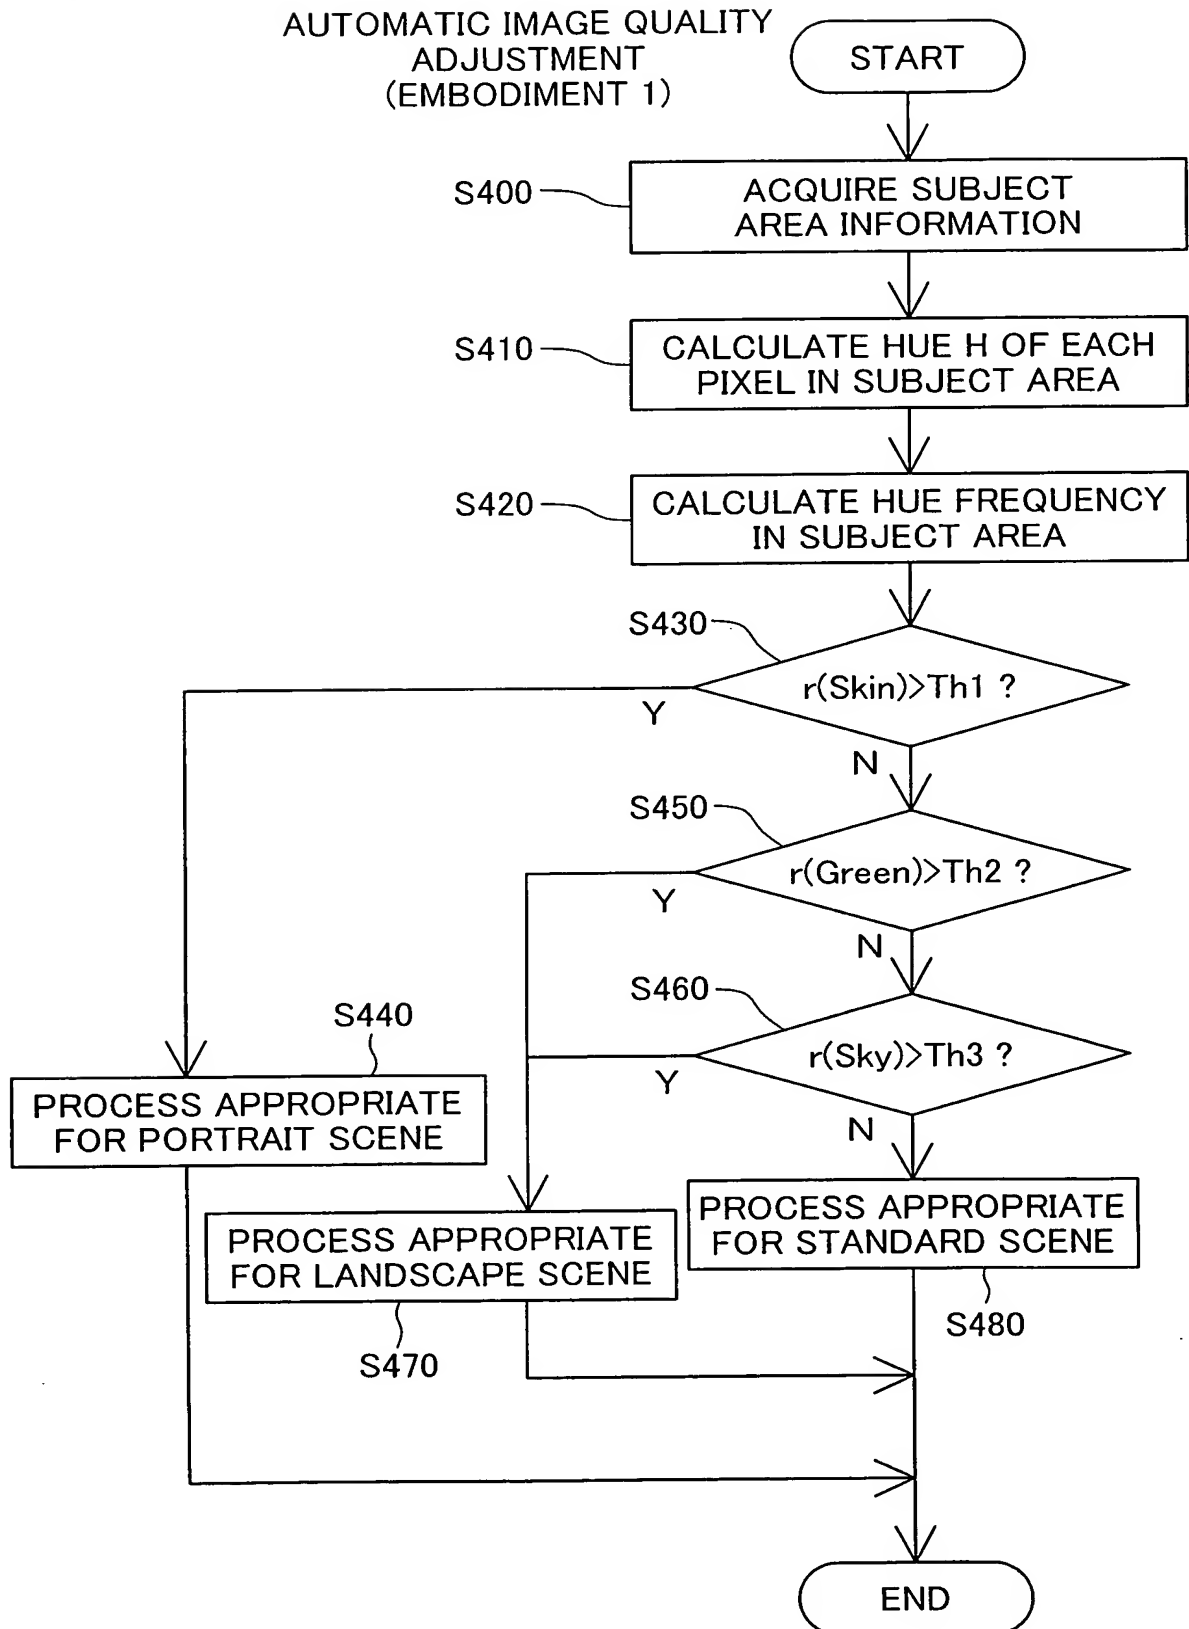 AUTOMATIC IMAGE QUALITY
ADJUSTMENT
(EMBODIMENT 1)
START
S400
ACQUIRE SUBJECT
AREA INFORMATION
S410
CALCULATE HUE H OF EACH
PIXEL IN SUBJECT AREA
S420
CALCULATE HUE FREQUENCY
IN SUBJECT AREA
S430
r(Skin)>Th1 ?
Y
N
S450
r(Green)>Th2 ?
Y
N
S460
r(Sky)>Th3 ?
Y
N
S440
PROCESS APPROPRIATE
FOR PORTRAIT SCENE
PROCESS APPROPRIATE
FOR LANDSCAPE SCENE
S470
PROCESS APPROPRIATE
FOR STANDARD SCENE
S480
END